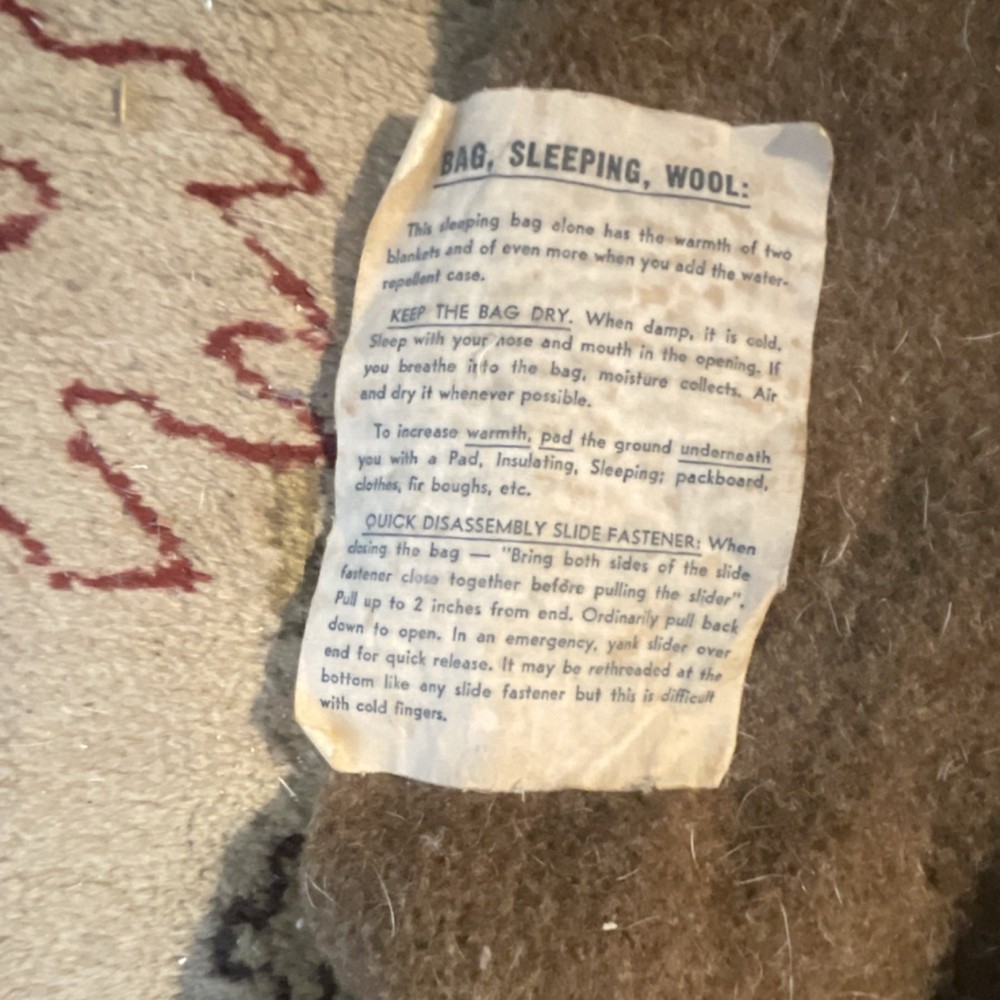 BAG, SLEEPING, WOOL:
This sleeping bag alone has the warmth of two
blankets and of even more when you add the water-
repellent case.
KEEP THE BAG DRY. When damp, it is cold.
Sleep with your nose and mouth in the opening. If
you breathe into the bag, moisture collects. Air
and dry it whenever possible.
To increase warmth, pad the ground underneath
you with a Pad, Insulating, Sleeping; packboard,
clothes, fir boughs, etc.
QUICK DISASSEMBLY SLIDE FASTENER: When
closing the bag — "Bring both sides of the slide
fastener close together before pulling the slider".
Pull up to 2 inches from end. Ordinarily pull back
down to open. In an emergency, yank slider over
end for quick release. It may be rethreaded at the
bottom like any slide fastener but this is difficult
with cold fingers.